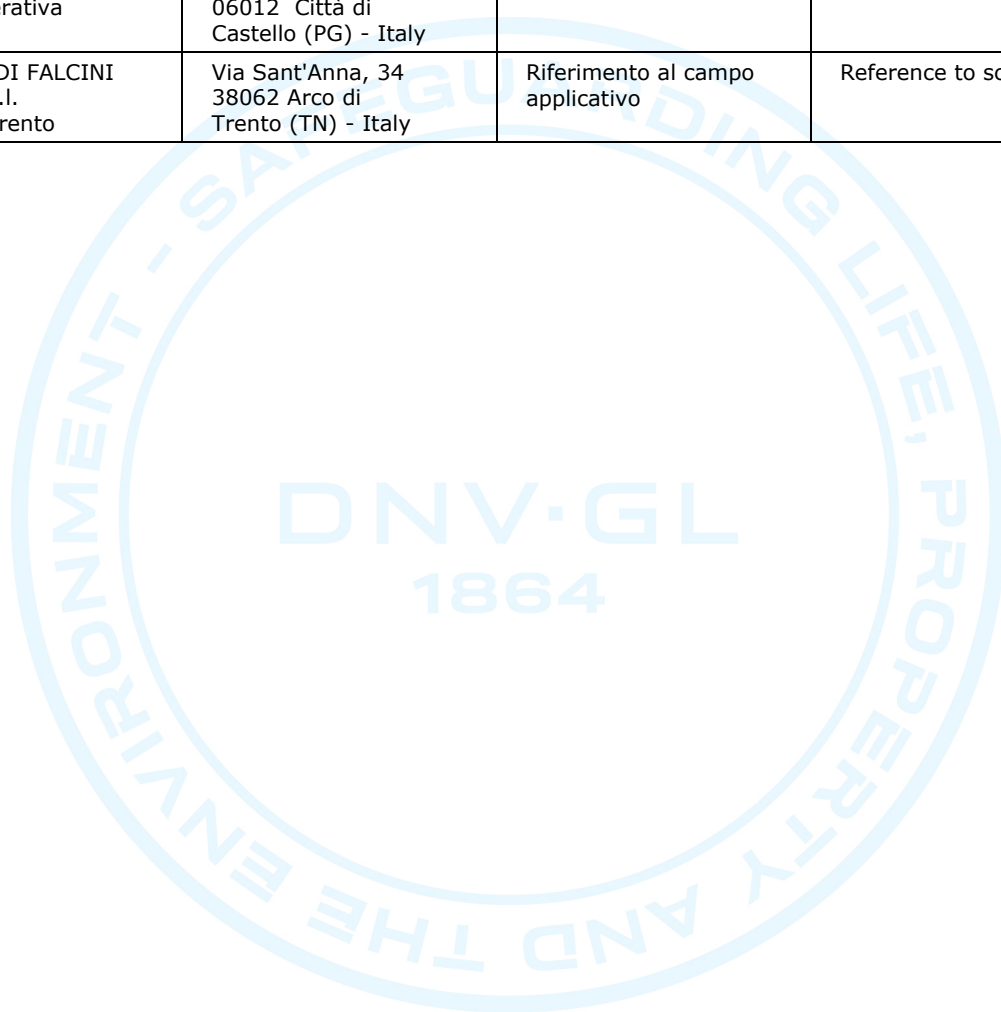 erativa
06012 Città di
Castello (PG) - Italy
DI FALCINI
.l.
rento
Via Sant'Anna, 34
38062 Arco di
Trento (TN) - Italy
Riferimento al campo
applicativo
Reference to sc
SAFEGUARDING LIFE, PROPERTY AND THE ENVIRONMENT -
DNV·GL
1864